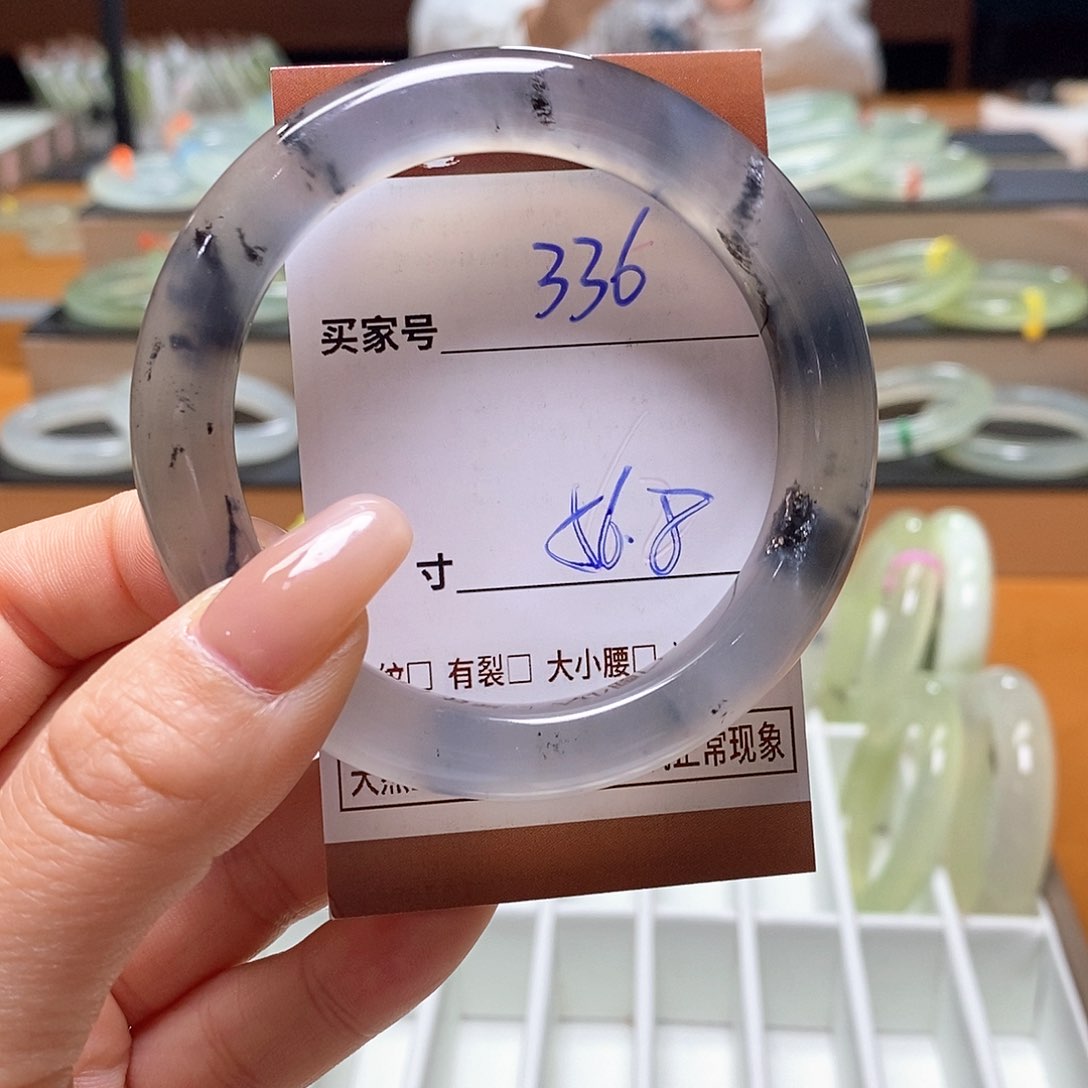 336
买家号
56.8
寸
纹□ 有裂□ 大小腰□
正常现象